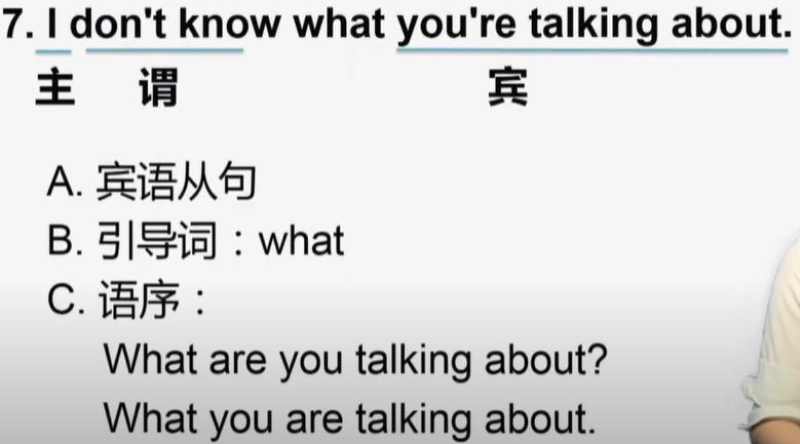 7. I don't know what you're talking about.
主 谓 宾
A. 宾语从句
B. 引导词：what
C. 语序：
What are you talking about?
What you are talking about.